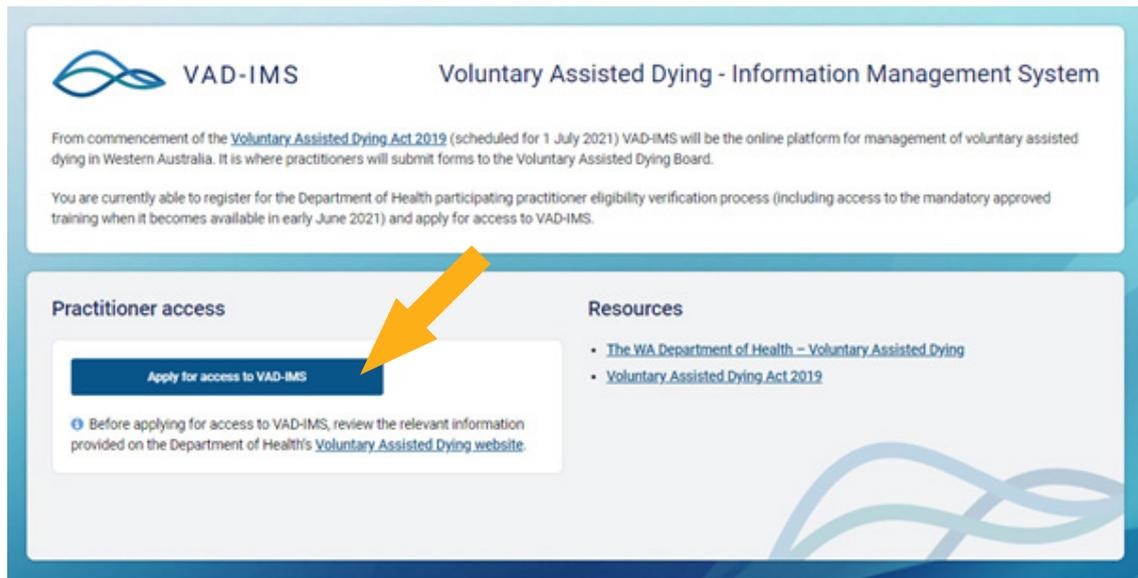 VAD-IMS
Voluntary Assisted Dying - Information Management System
From commencement of the Voluntary Assisted Dying Act 2019 (scheduled for 1 July 2021) VAD-IMS will be the online platform for management of voluntary assisted
dying in Western Australia. It is where practitioners will submit forms to the Voluntary Assisted Dying Board.
You are currently able to register for the Department of Health participating practitioner eligibility verification process (including access to the mandatory approved
training when it becomes available in early June 2021) and apply for access to VAD-IMS.
Practitioner access
Apply for access to VAD-IMS
Before applying for access to VAD-IMS, review the relevant information
provided on the Department of Health's Voluntary Assisted Dying website.
Resources
• The WA Department of Health – Voluntary Assisted Dying
• Voluntary Assisted Dying Act 2019